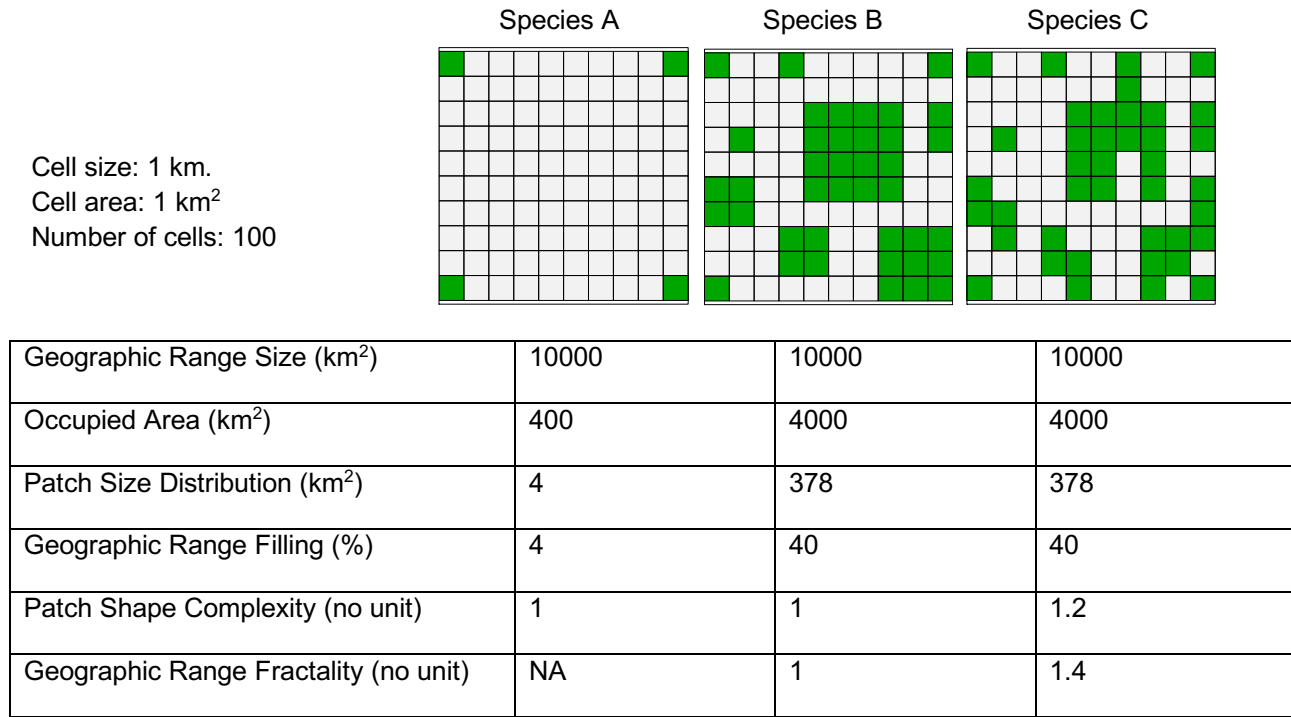 Species A Species B Species C
Cell size: 1 km.
Cell area: 1 km²
Number of cells: 100
Geographic Range Size (km²) 10000 10000 10000
Occupied Area (km²) 400 4000 4000
Patch Size Distribution (km²) 4 378 378
Geographic Range Filling (%) 4 40 40
Patch Shape Complexity (no unit) 1 1 1.2
Geographic Range Fractality (no unit) NA 1 1.4